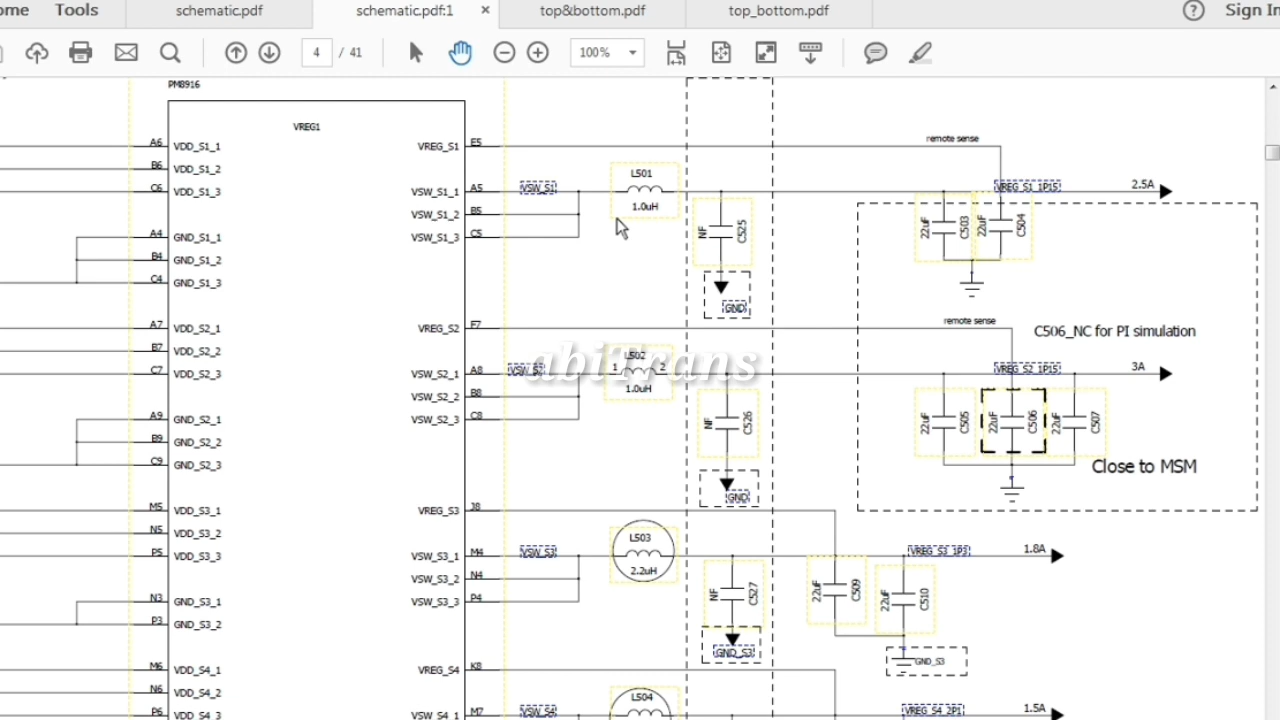 ome Tools schematic.pdf schematic.pdf:1 × top&bottom.pdf top_bottom.pdf ? Sign In
4 / 41 100%
PM8916
VREG1
remote sense
A6 VDD_S1_1 VREG_S1 E5
B6 VDD_S1_2
C6 VDD_S1_3 VSW_S1_1 A5 VSW_S1 L501 1.0uH VREG_S1_1P15 2.5A
VSW_S1_2 B5
A4 GND_S1_1 VSW_S1_3 C5 NF C525 22uF C503 22uF C504
B4 GND_S1_2
C4 GND_S1_3
GND
A7 VDD_S2_1 VREG_S2 F7 remote sense C506_NC for PI simulation
B7 VDD_S2_2
C7 VDD_S2_3 VSW_S2_1 A8 L502 1 2 1.0uH VREG_S2_1P15 3A
abiTrans
VSW_S2_2 B8
A9 GND_S2_1 VSW_S2_3 C8 NF C526 22uF C505 22uF C506 22uF C507
B9 GND_S2_2
C9 GND_S2_3 Close to MSM
GND
M5 VDD_S3_1 VREG_S3 J8
N5 VDD_S3_2
P5 VDD_S3_3 VSW_S3_1 M4 VSW_S3 L503 2.2uH VREG_S3_1P3 1.8A
VSW_S3_2 N4
N3 GND_S3_1 VSW_S3_3 P4 NF C527 22uF C509 22uF C510
P3 GND_S3_2
GND_S3 GND_S3
M6 VDD_S4_1 VREG_S4 K8
N6 VDD_S4_2
P6 VDD_S4_3 VSW_S4_1 M7 VSW_S4 L504 VREG_S4_2P1 1.5A